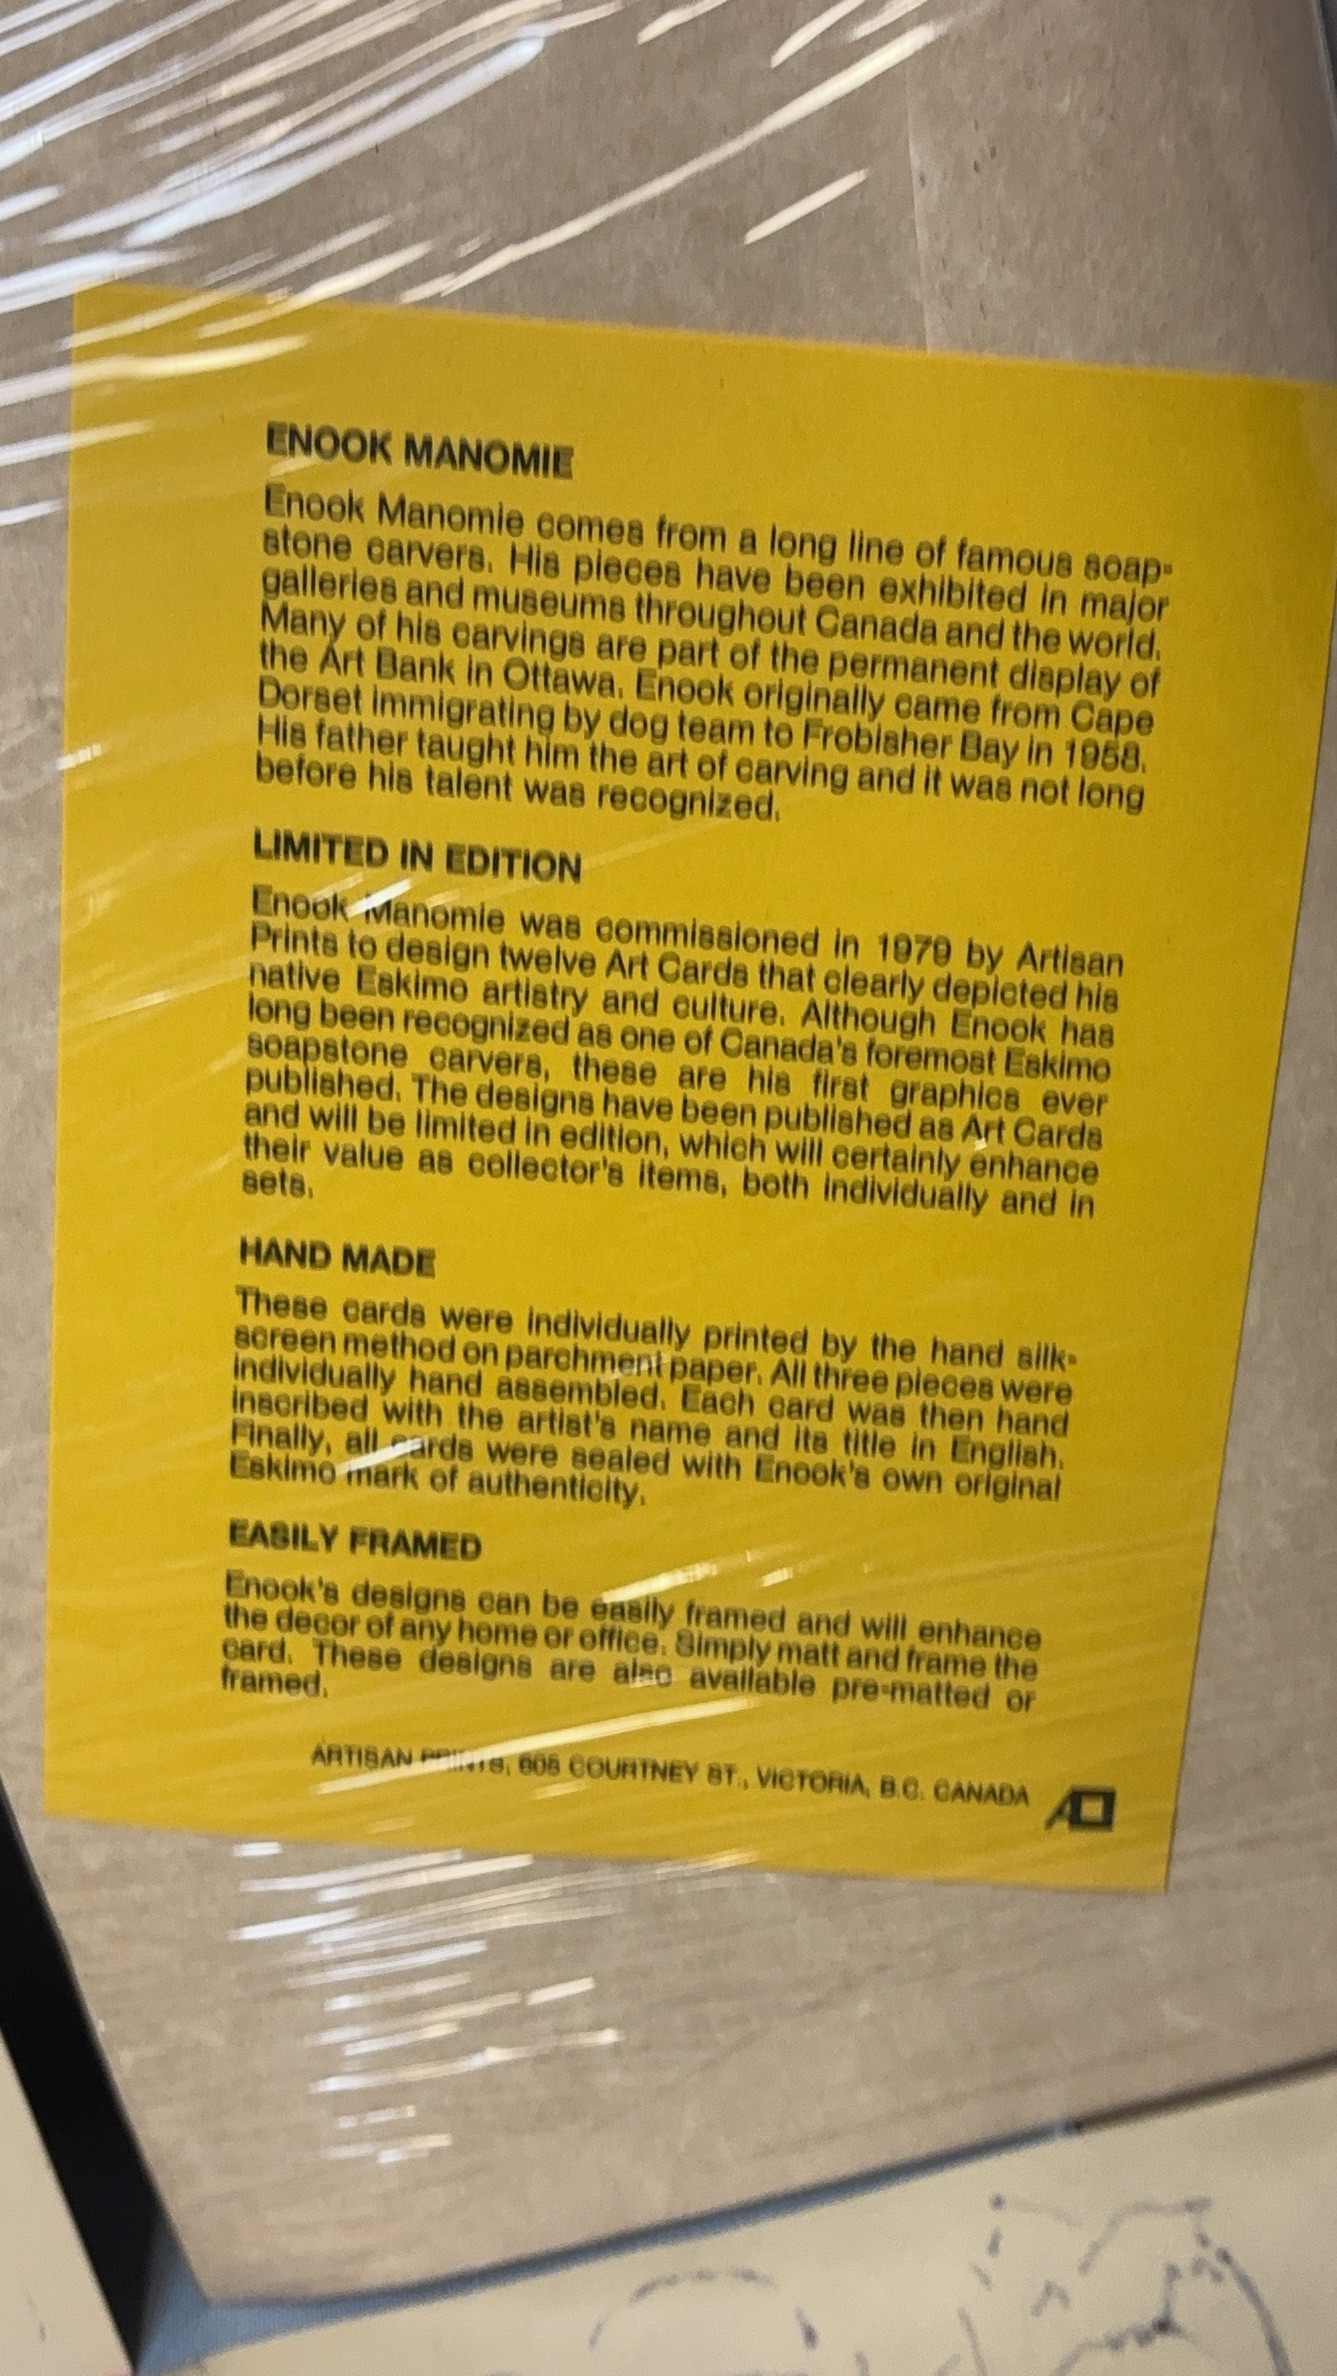 ENOOK MANOMIE
Enook Manomie comes from a long line of famous soap-
stone carvers. His pieces have been exhibited in major
galleries and museums throughout Canada and the world.
Many of his carvings are part of the permanent display of
the Art Bank in Ottawa. Enook originally came from Cape
Dorset immigrating by dog team to Frobisher Bay in 1958.
His father taught him the art of carving and it was not long
before his talent was recognized.
LIMITED IN EDITION
Enook Manomie was commissioned in 1979 by Artisan
Prints to design twelve Art Cards that clearly depicted his
native Eskimo artistry and culture. Although Enook has
long been recognized as one of Canada's foremost Eskimo
soapstone carvers, these are his first graphics ever
published. The designs have been published as Art Cards
and will be limited in edition, which will certainly enhance
their value as collector's items, both individually and in
sets.
HAND MADE
These cards were individually printed by the hand silk-
screen method on parchment paper. All three pieces were
individually hand assembled. Each card was then hand
inscribed with the artist's name and its title in English.
Finally, all cards were sealed with Enook's own original
Eskimo mark of authenticity.
EASILY FRAMED
Enook's designs can be easily framed and will enhance
the decor of any home or office. Simply matt and frame the
card. These designs are also available pre-matted or
framed.
ARTISAN PRINTS, 605 COURTNEY ST., VICTORIA, B.C. CANADA